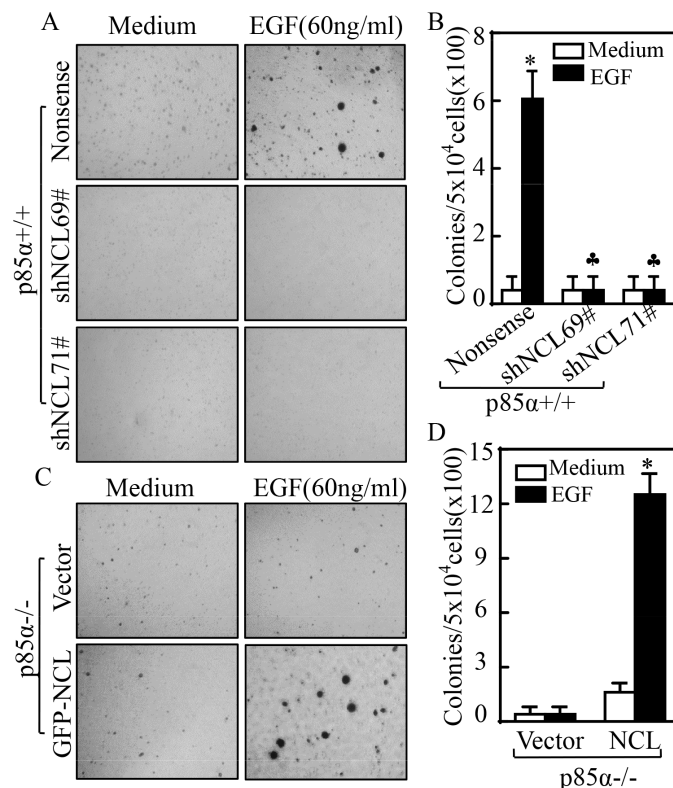 A
Medium
EGF(60ng/ml)
p85α+/+
Nonsense
shNCL69#
shNCL71#
B
Colonies/5x10⁴cells(x100)
8
6
4
2
0
Medium
EGF
*
♣
♣
Nonsense
shNCL69#
shNCL71#
p85α+/+
C
Medium
EGF(60ng/ml)
p85α-/-
Vector
GFP-NCL
D
Colonies/5x10⁴cells(x100)
15
12
9
6
3
0
Medium
EGF
*
Vector
NCL
p85α-/-